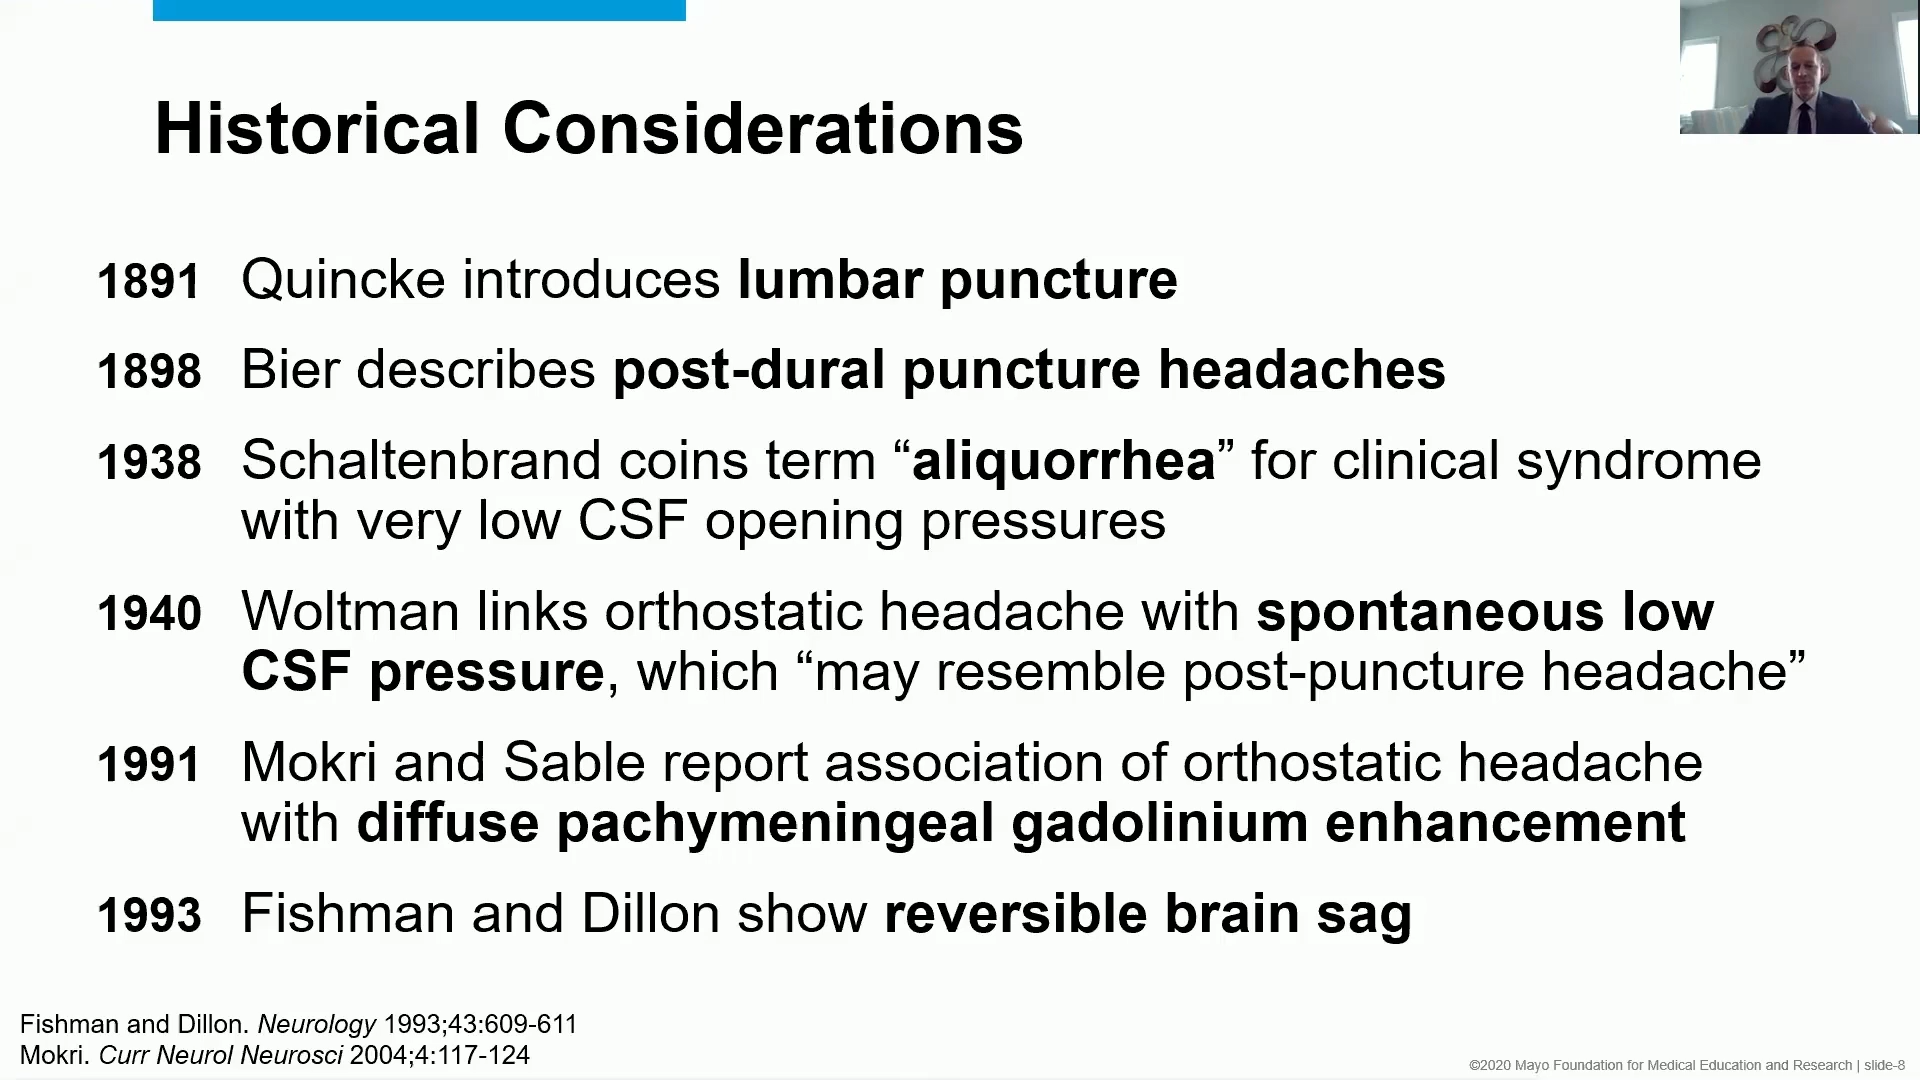 Historical Considerations
1891 Quincke introduces lumbar puncture
1898 Bier describes post-dural puncture headaches
1938 Schaltenbrand coins term “aliquorrhea” for clinical syndrome
with very low CSF opening pressures
1940 Woltman links orthostatic headache with spontaneous low
CSF pressure, which “may resemble post-puncture headache”
1991 Mokri and Sable report association of orthostatic headache
with diffuse pachymeningeal gadolinium enhancement
1993 Fishman and Dillon show reversible brain sag
Fishman and Dillon. Neurology 1993;43:609-611
Mokri. Curr Neurol Neurosci 2004;4:117-124
©2020 Mayo Foundation for Medical Education and Research | slide-8